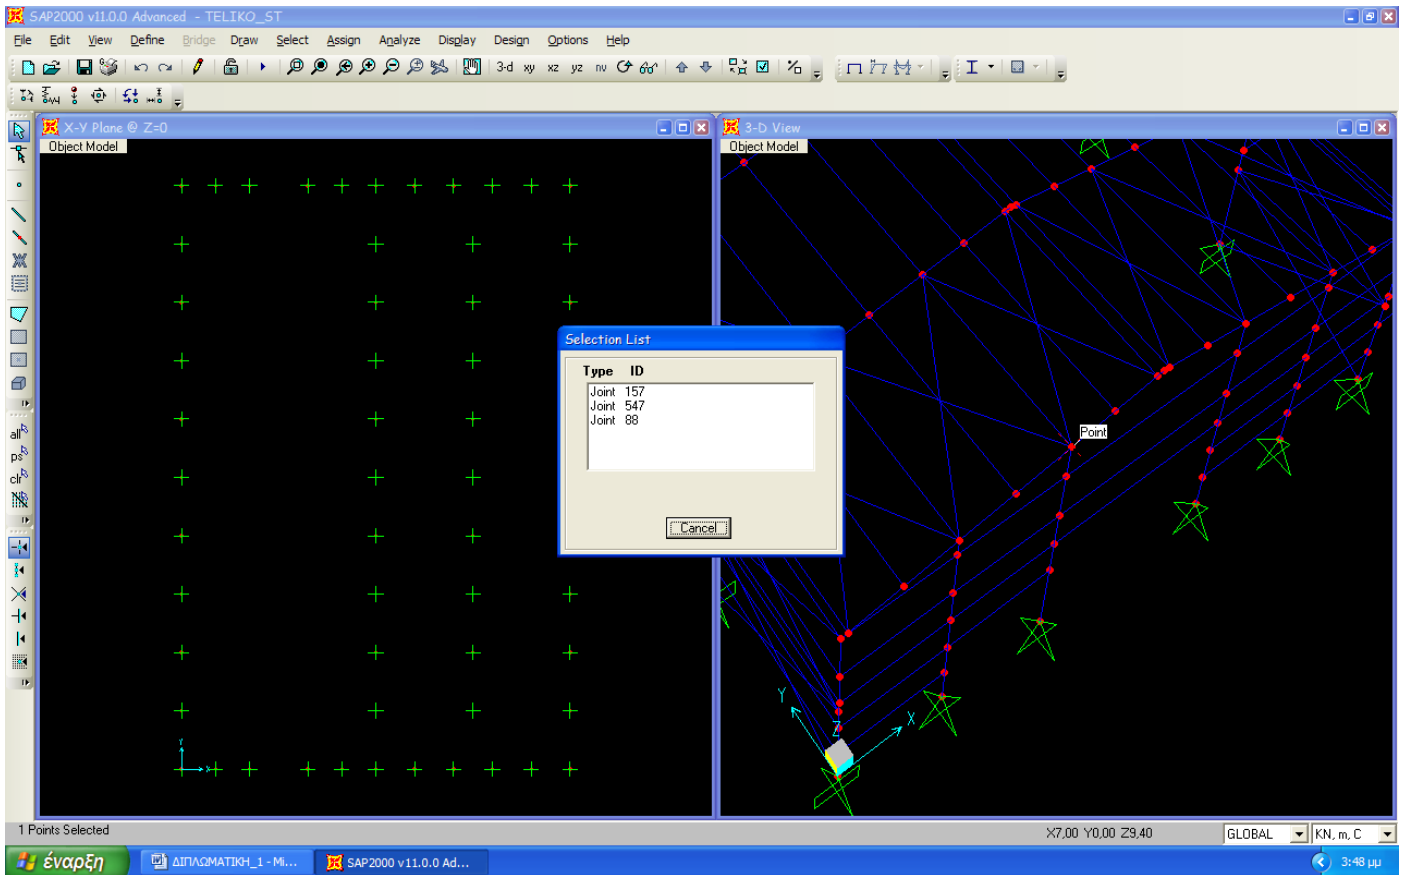 SAP2000 v11.0.0 Advanced - TELIKO_ST
File Edit View Define Bridge Draw Select Assign Analyze Display Design Options Help
3-d xy xz yz nv
X-Y Plane @ Z=0
3-D View
Object Model
Object Model
Selection List
Type ID
Joint 157
Joint 547
Joint 88
Cancel
Point
all
ps
clr
Y
X
Z
Y
X
1 Points Selected
X7,00 Y0,00 Z9,40
GLOBAL
KN, m, C
έναρξη
ΔΙΠΛΩΜΑΤΙΚΗ_1 - Mi...
SAP2000 v11.0.0 Ad...
3:48 μμ